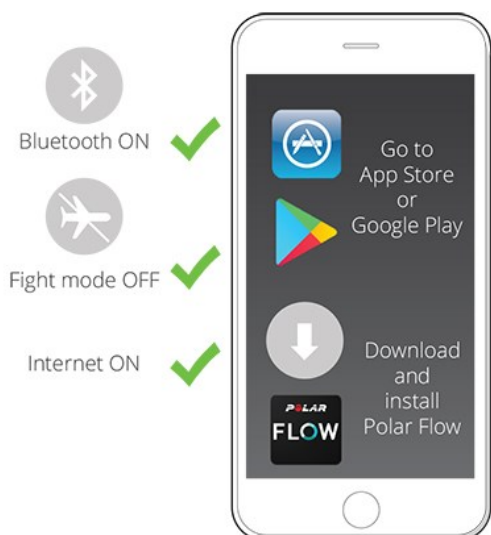 Bluetooth ON
Fight mode OFF
Internet ON
Go to
App Store
or
Google Play
Download
and
install
Polar Flow
POLAR
FLOW